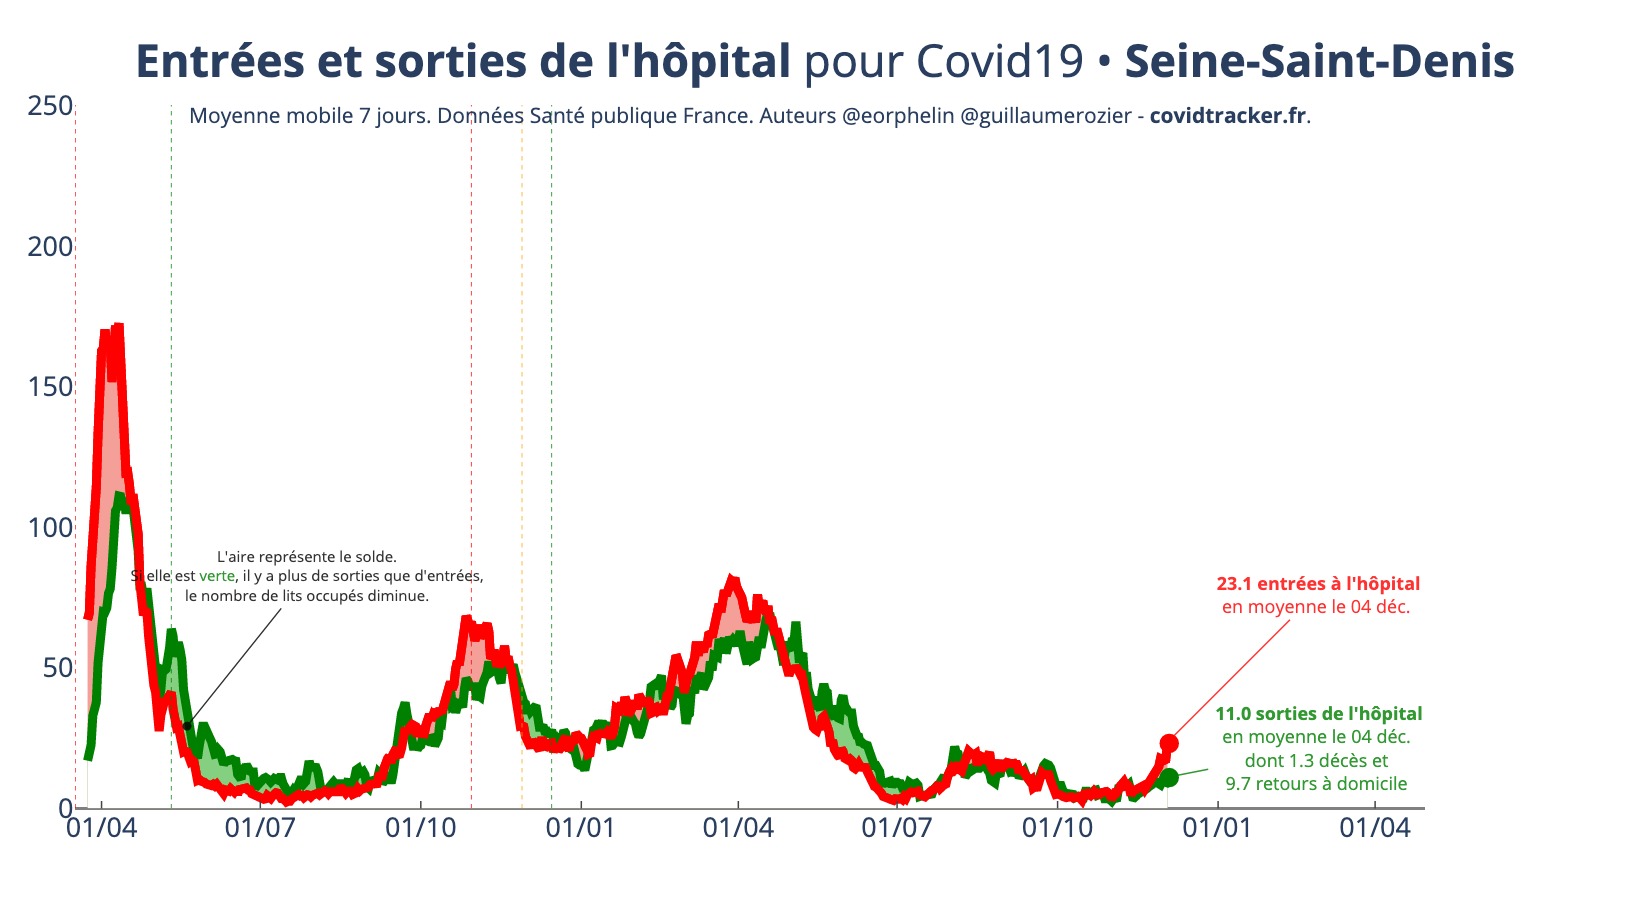 Entrées et sorties de l'hôpital pour Covid19 • Seine-Saint-Denis
Moyenne mobile 7 jours. Données Santé publique France. Auteurs @eorphelin @guillaumerozier - covidtracker.fr.
250
200
150
100
50
0
L'aire représente le solde.
Si elle est verte, il y a plus de sorties que d'entrées,
le nombre de lits occupés diminue.
23.1 entrées à l'hôpital
en moyenne le 04 déc.
11.0 sorties de l'hôpital
en moyenne le 04 déc.
dont 1.3 décès et
9.7 retours à domicile
01/04 01/07 01/10 01/01 01/04 01/07 01/10 01/01 01/04